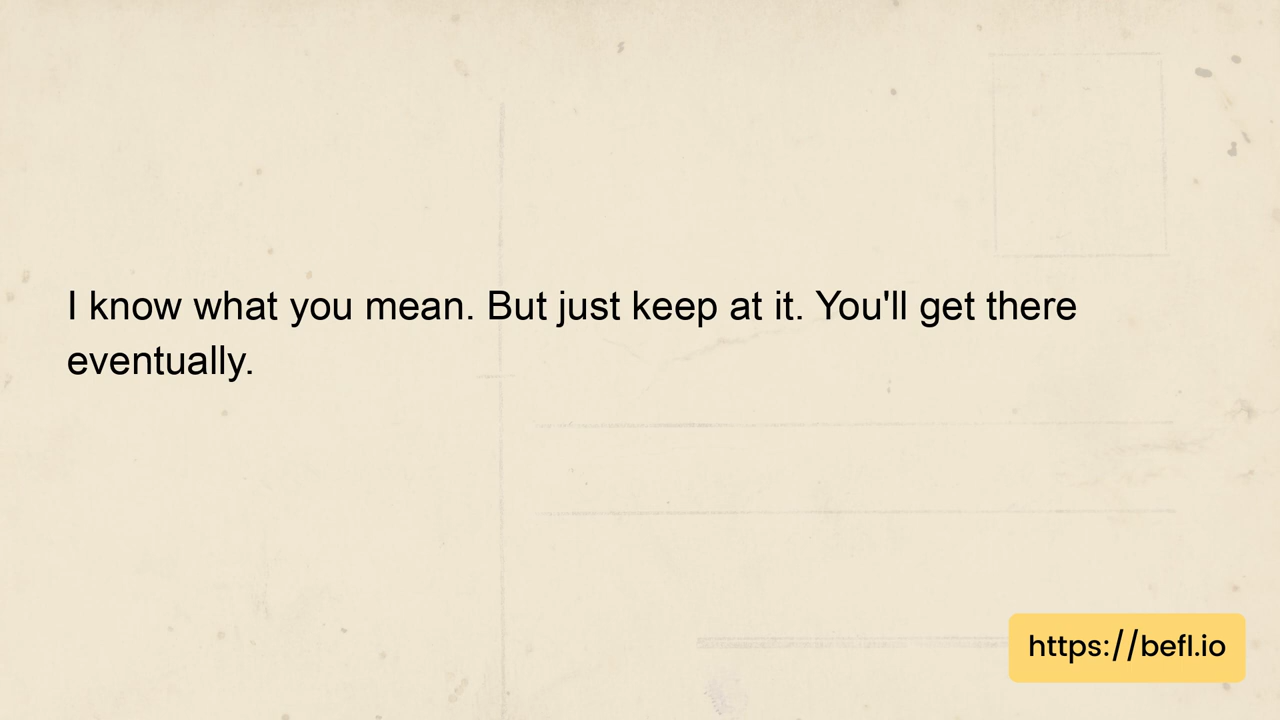 I know what you mean. But just keep at it. You'll get there
eventually.
https://befl.io